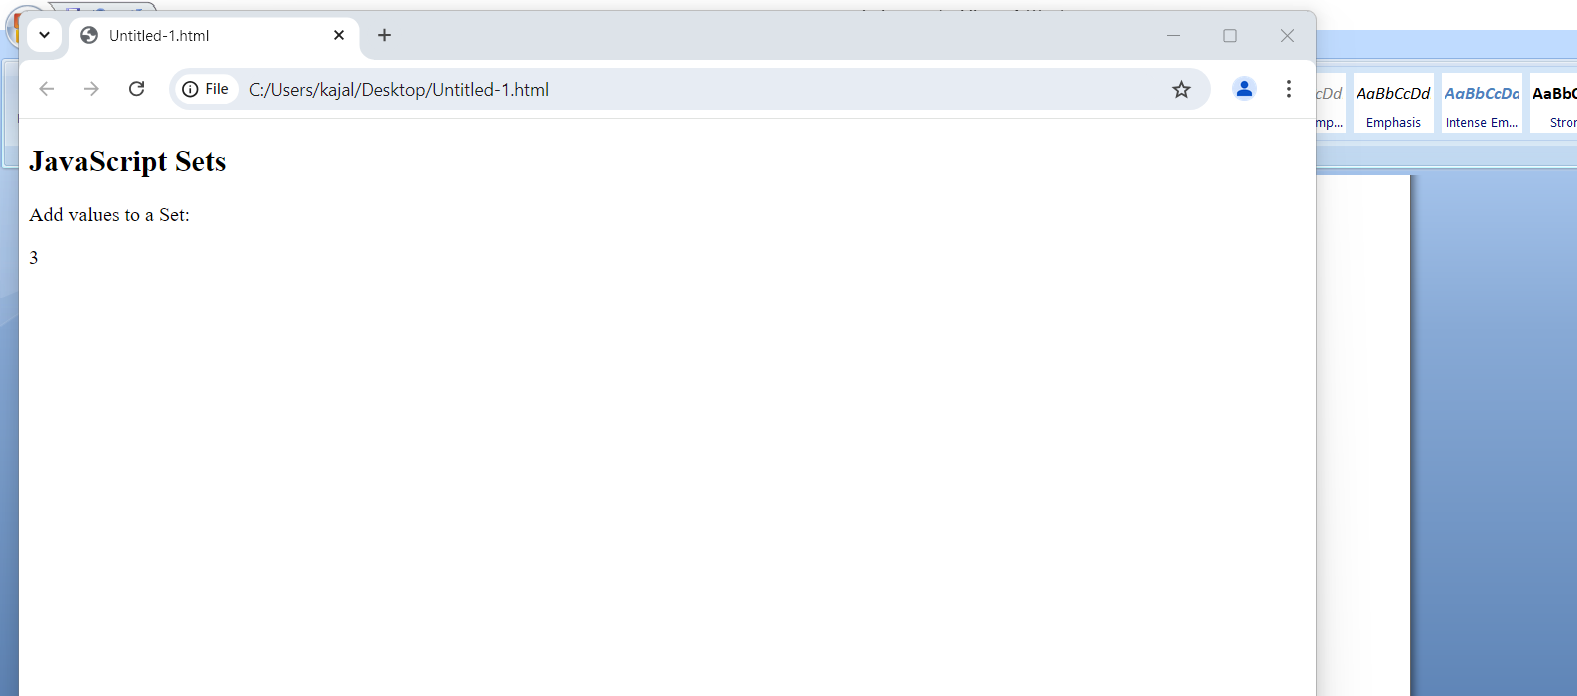 Untitled-1.html
File C:/Users/kajal/Desktop/Untitled-1.html
AaBbCcDd AaBbCcDd AaBbC
Emphasis Intense Em...
JavaScript Sets
Add values to a Set:
3